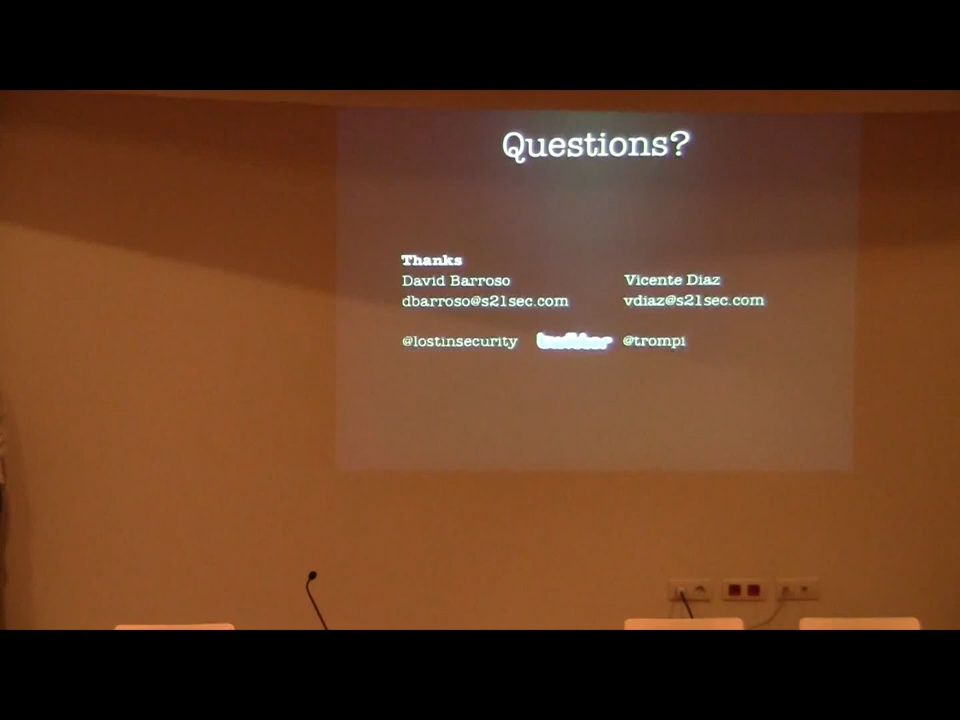 Questions?
Thanks
David Barroso
Vicente Diaz
dbarroso@s21sec.com
vdiaz@s21sec.com
@lostinsecurity twitter @trompi